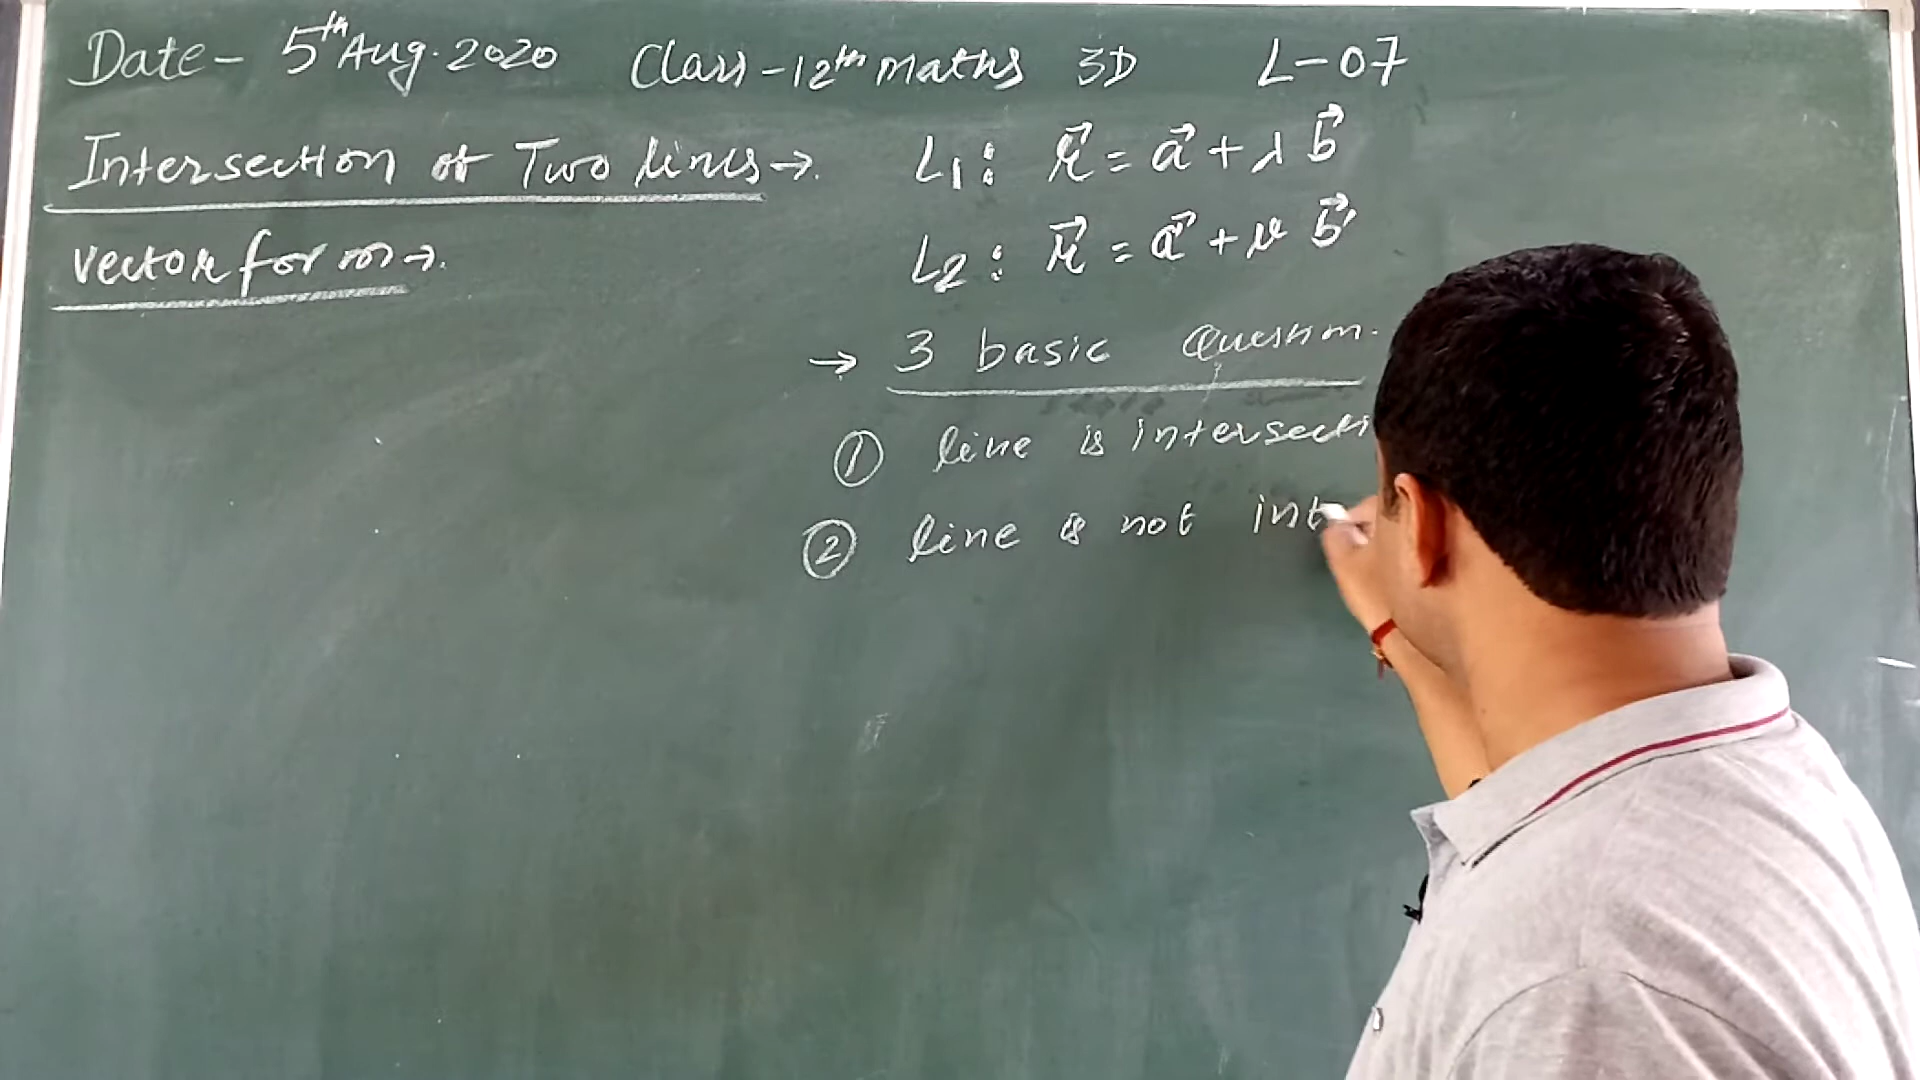 Date - 5th Aug. 2020 Class - 12th maths 3D L-07
Intersection of Two lines →.
L1: r⃗ = a⃗ + λ b⃗
vector form →.
L2: r⃗ = a⃗' + μ b⃗'
→ 3 basic Question.
① line is intersecti
② line is not int